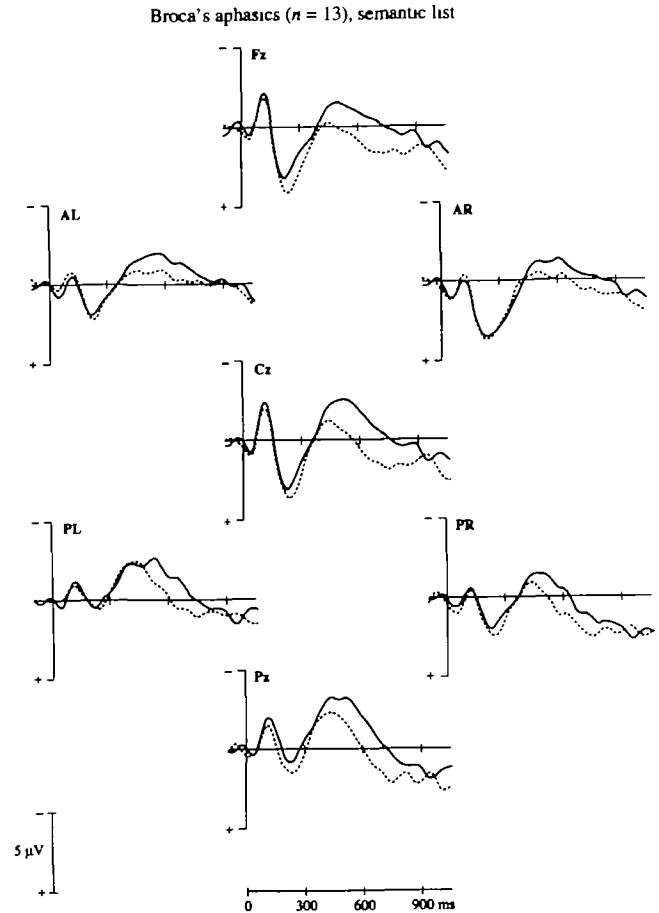 Broca's aphasics (n = 13), semantic list
− Fz
+
− AL
+
− AR
+
− Cz
+
− PL
+
− PR
+
− Pz
+
−
5 μV
+
0 300 600 900 ms